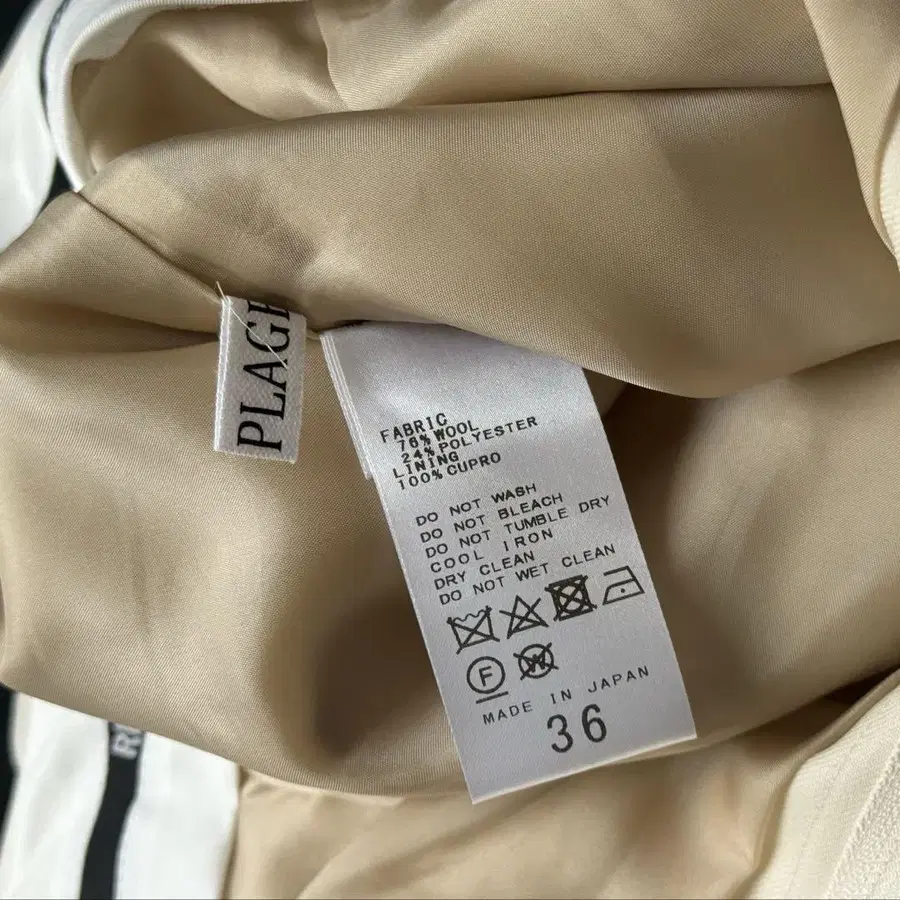 PLAGE
FABRIC
76% WOOL
24% POLYESTER
LINING
100% CUPRO
DO NOT WASH
DO NOT BLEACH
DO NOT TUMBLE DRY
COOL IRON
DRY CLEAN
DO NOT WET CLEAN
F
W
MADE IN JAPAN
36